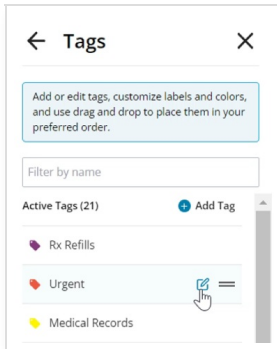 Tags
Add or edit tags, customize labels and colors,
and use drag and drop to place them in your
preferred order.
Filter by name
Active Tags (21) Add Tag
Rx Refills
Urgent
Medical Records